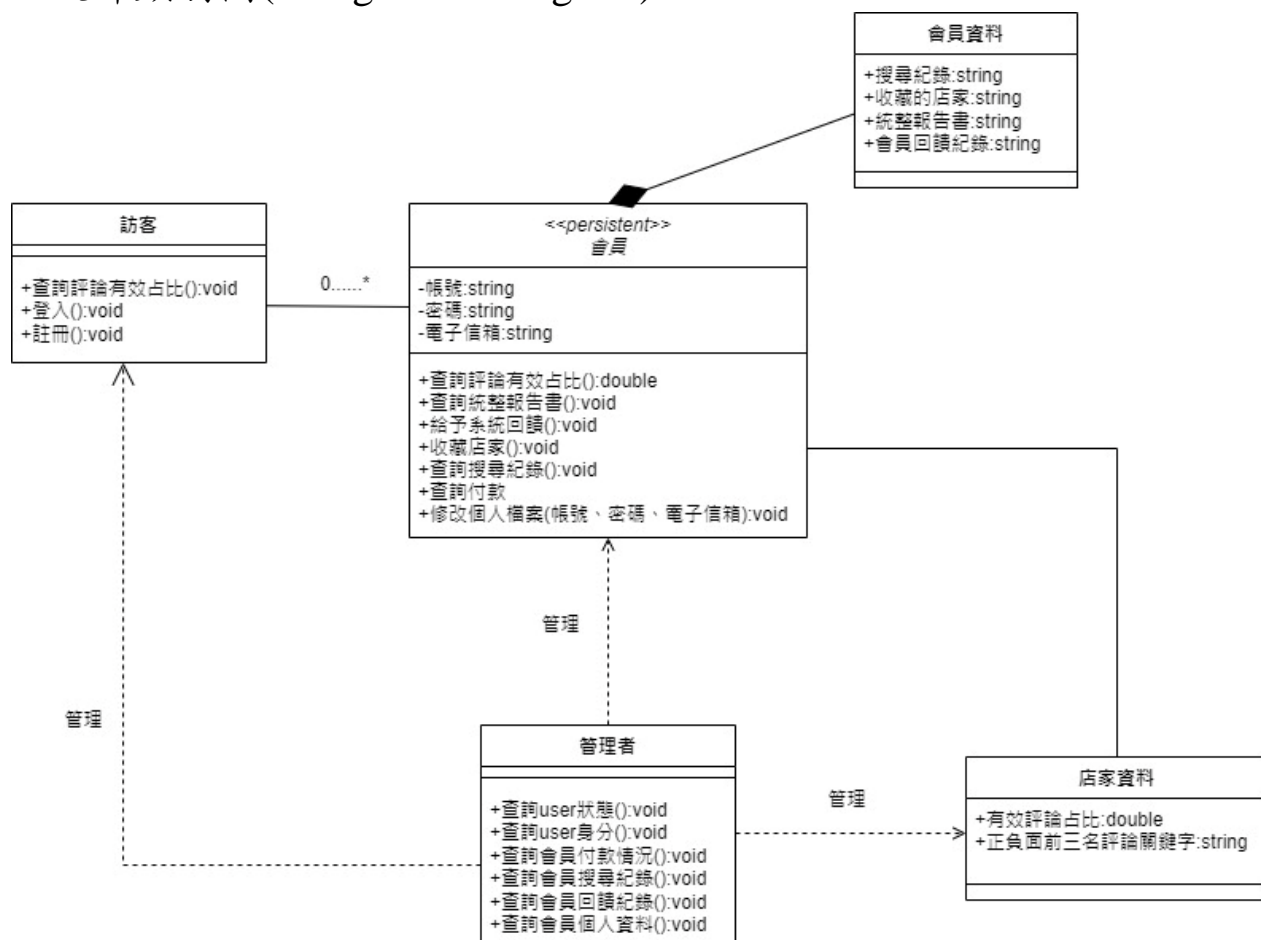 會員資料
+搜尋紀錄:string
+收藏的店家:string
+統整報告書:string
+會員回饋紀錄:string
訪客
+查詢評論有效占比():void
+登入():void
+註冊():void
0......*
<<persistent>>
會員
-帳號:string
-密碼:string
-電子信箱:string
+查詢評論有效占比():double
+查詢統整報告書():void
+給予系統回饋():void
+收藏店家():void
+查詢搜尋紀錄():void
+查詢付款
+修改個人檔案(帳號、密碼、電子信箱):void
管理
管理
管理者
+查詢user狀態():void
+查詢user身分():void
+查詢會員付款情況():void
+查詢會員搜尋紀錄():void
+查詢會員回饋紀錄():void
+查詢會員個人資料():void
管理
店家資料
+有效評論占比:double
+正負面前三名評論關鍵字:string